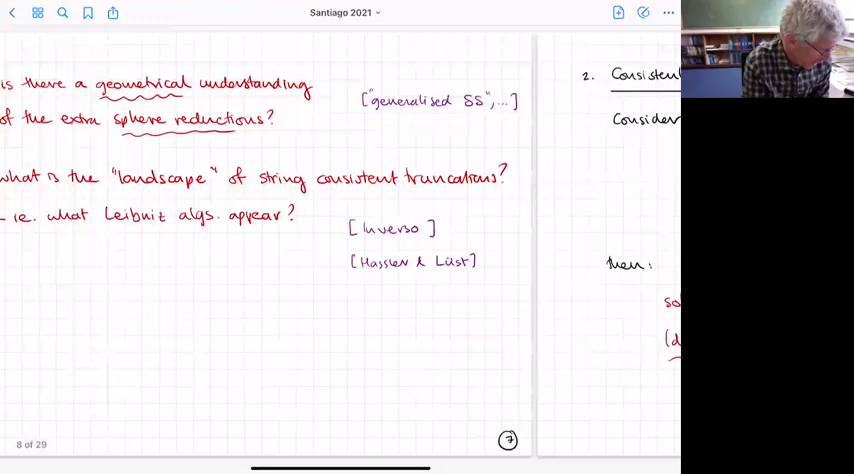 Santiago 2021
is there a geometrical understanding
of the extra sphere reductions?
["generalised SS",...]
what is the "landscape" of string consistent truncations?
- ie. what Leibniz algs. appear?
[Inverso]
[Hassler & Lüst]
8 of 29
7
2. Consistent
Consider
then:
so
(d